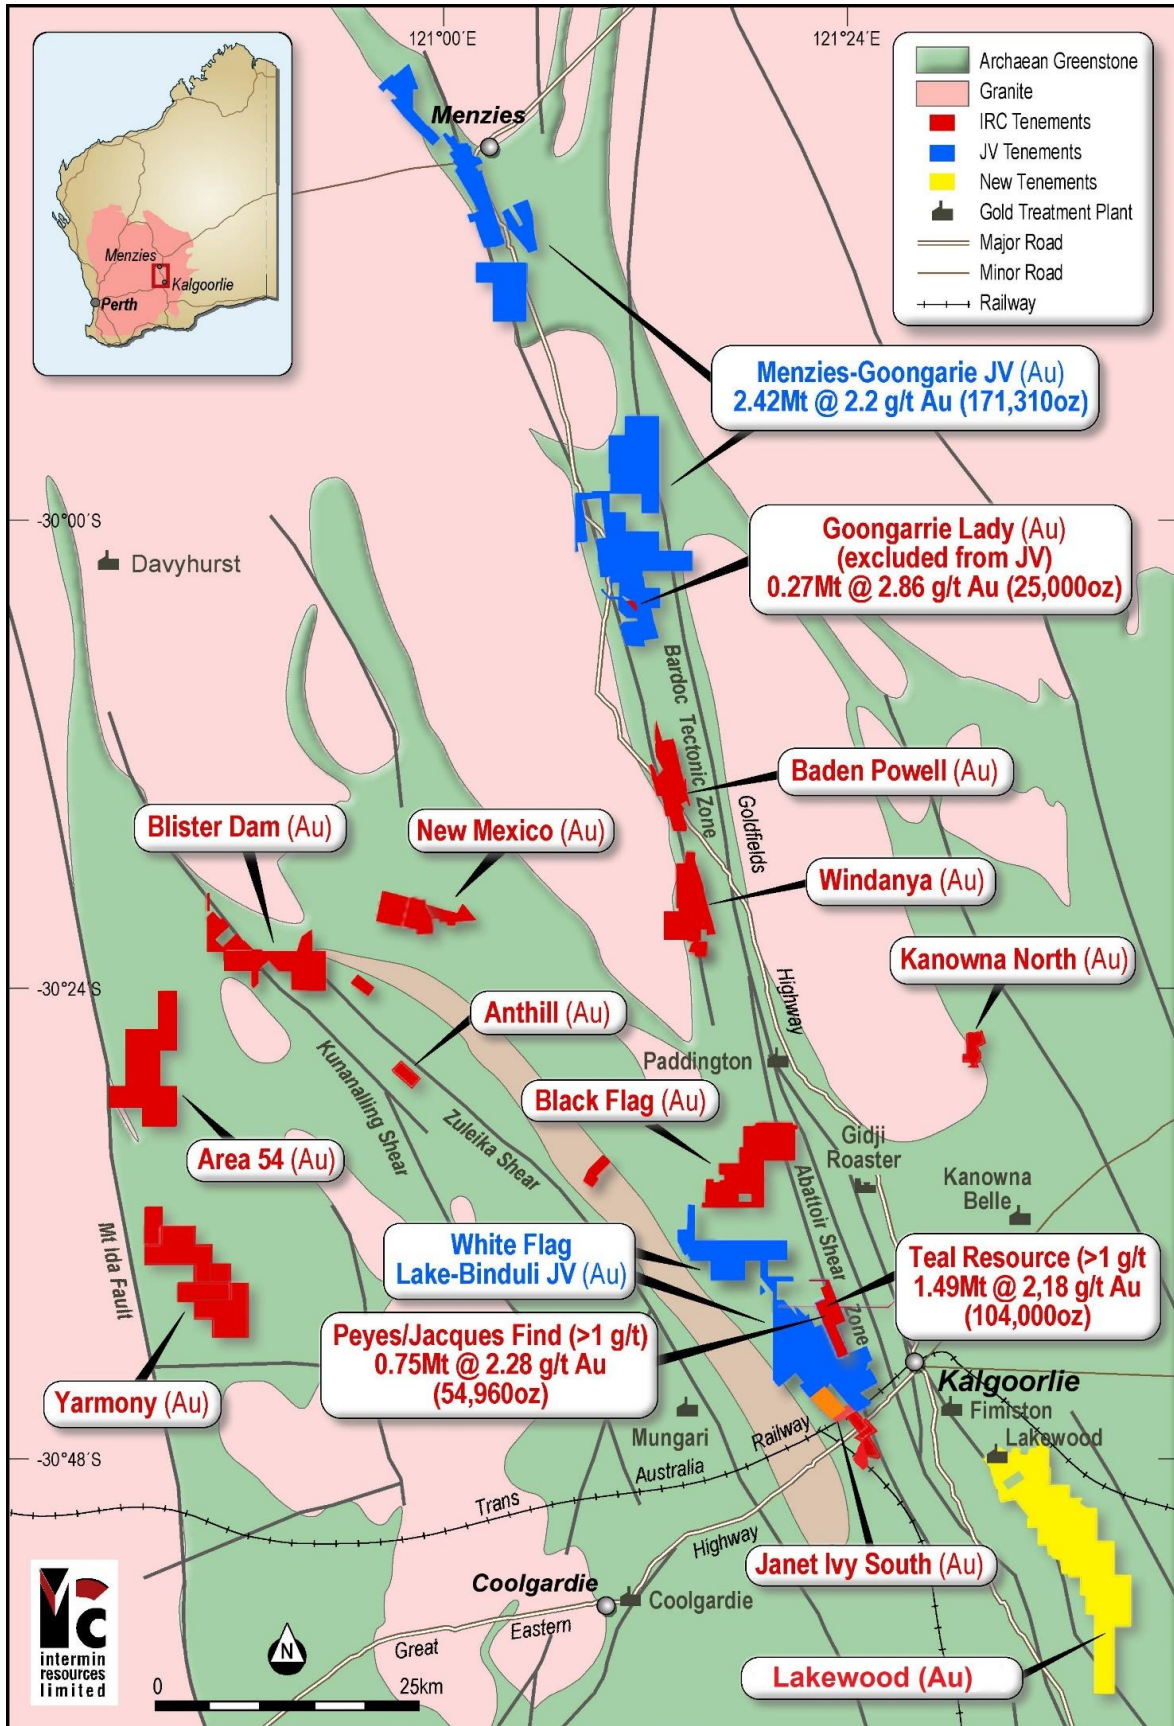 121°00´E
121°24´E
Archaean Greenstone
Granite
IRC Tenements
JV Tenements
New Tenements
Gold Treatment Plant
Major Road
Minor Road
Railway
Menzies
Kalgoorlie
Perth
Menzies
Menzies-Goongarie JV (Au)
2.42Mt @ 2.2 g/t Au (171,310oz)
-30°00´S
Davyhurst
Goongarrie Lady (Au)
(excluded from JV)
0.27Mt @ 2.86 g/t Au (25,000oz)
Bardoc Tectonic Zone
Baden Powell (Au)
Goldfields
Highway
Blister Dam (Au)
New Mexico (Au)
Windanya (Au)
Kanowna North (Au)
-30°24´S
Anthill (Au)
Kunanalling Shear
Zuleika Shear
Paddington
Black Flag (Au)
Area 54 (Au)
Abattoir Shear
Zone
Gidji
Roaster
Kanowna
Belle
Mt Ida Fault
White Flag
Lake-Binduli JV (Au)
Teal Resource (>1 g/t
1.49Mt @ 2,18 g/t Au
(104,000oz)
Peyes/Jacques Find (>1 g/t)
0.75Mt @ 2.28 g/t Au
(54,960oz)
Yarmony (Au)
Kalgoorlie
Fimiston
Lakewood
Mungari
-30°48´S
Trans
Australia
Railway
Janet Ivy South (Au)
Coolgardie
Coolgardie
Great
Eastern
Highway
Lakewood (Au)
intermin
resources
limited
N
0
25km